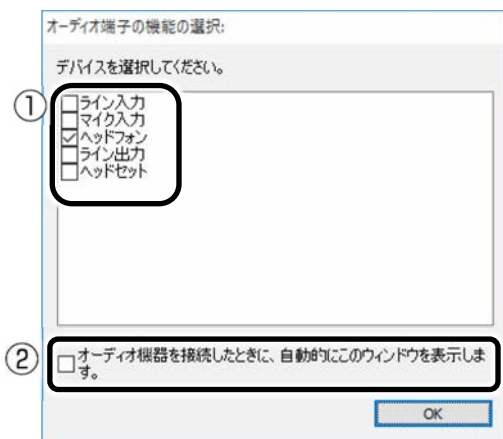 オーディオ端子の機能の選択:
デバイスを選択してください。
①
ライン入力
マイク入力
ヘッドフォン
ライン出力
ヘッドセット
②
オーディオ機器を接続したときに、自動的にこのウィンドウを表示しま
す。
OK